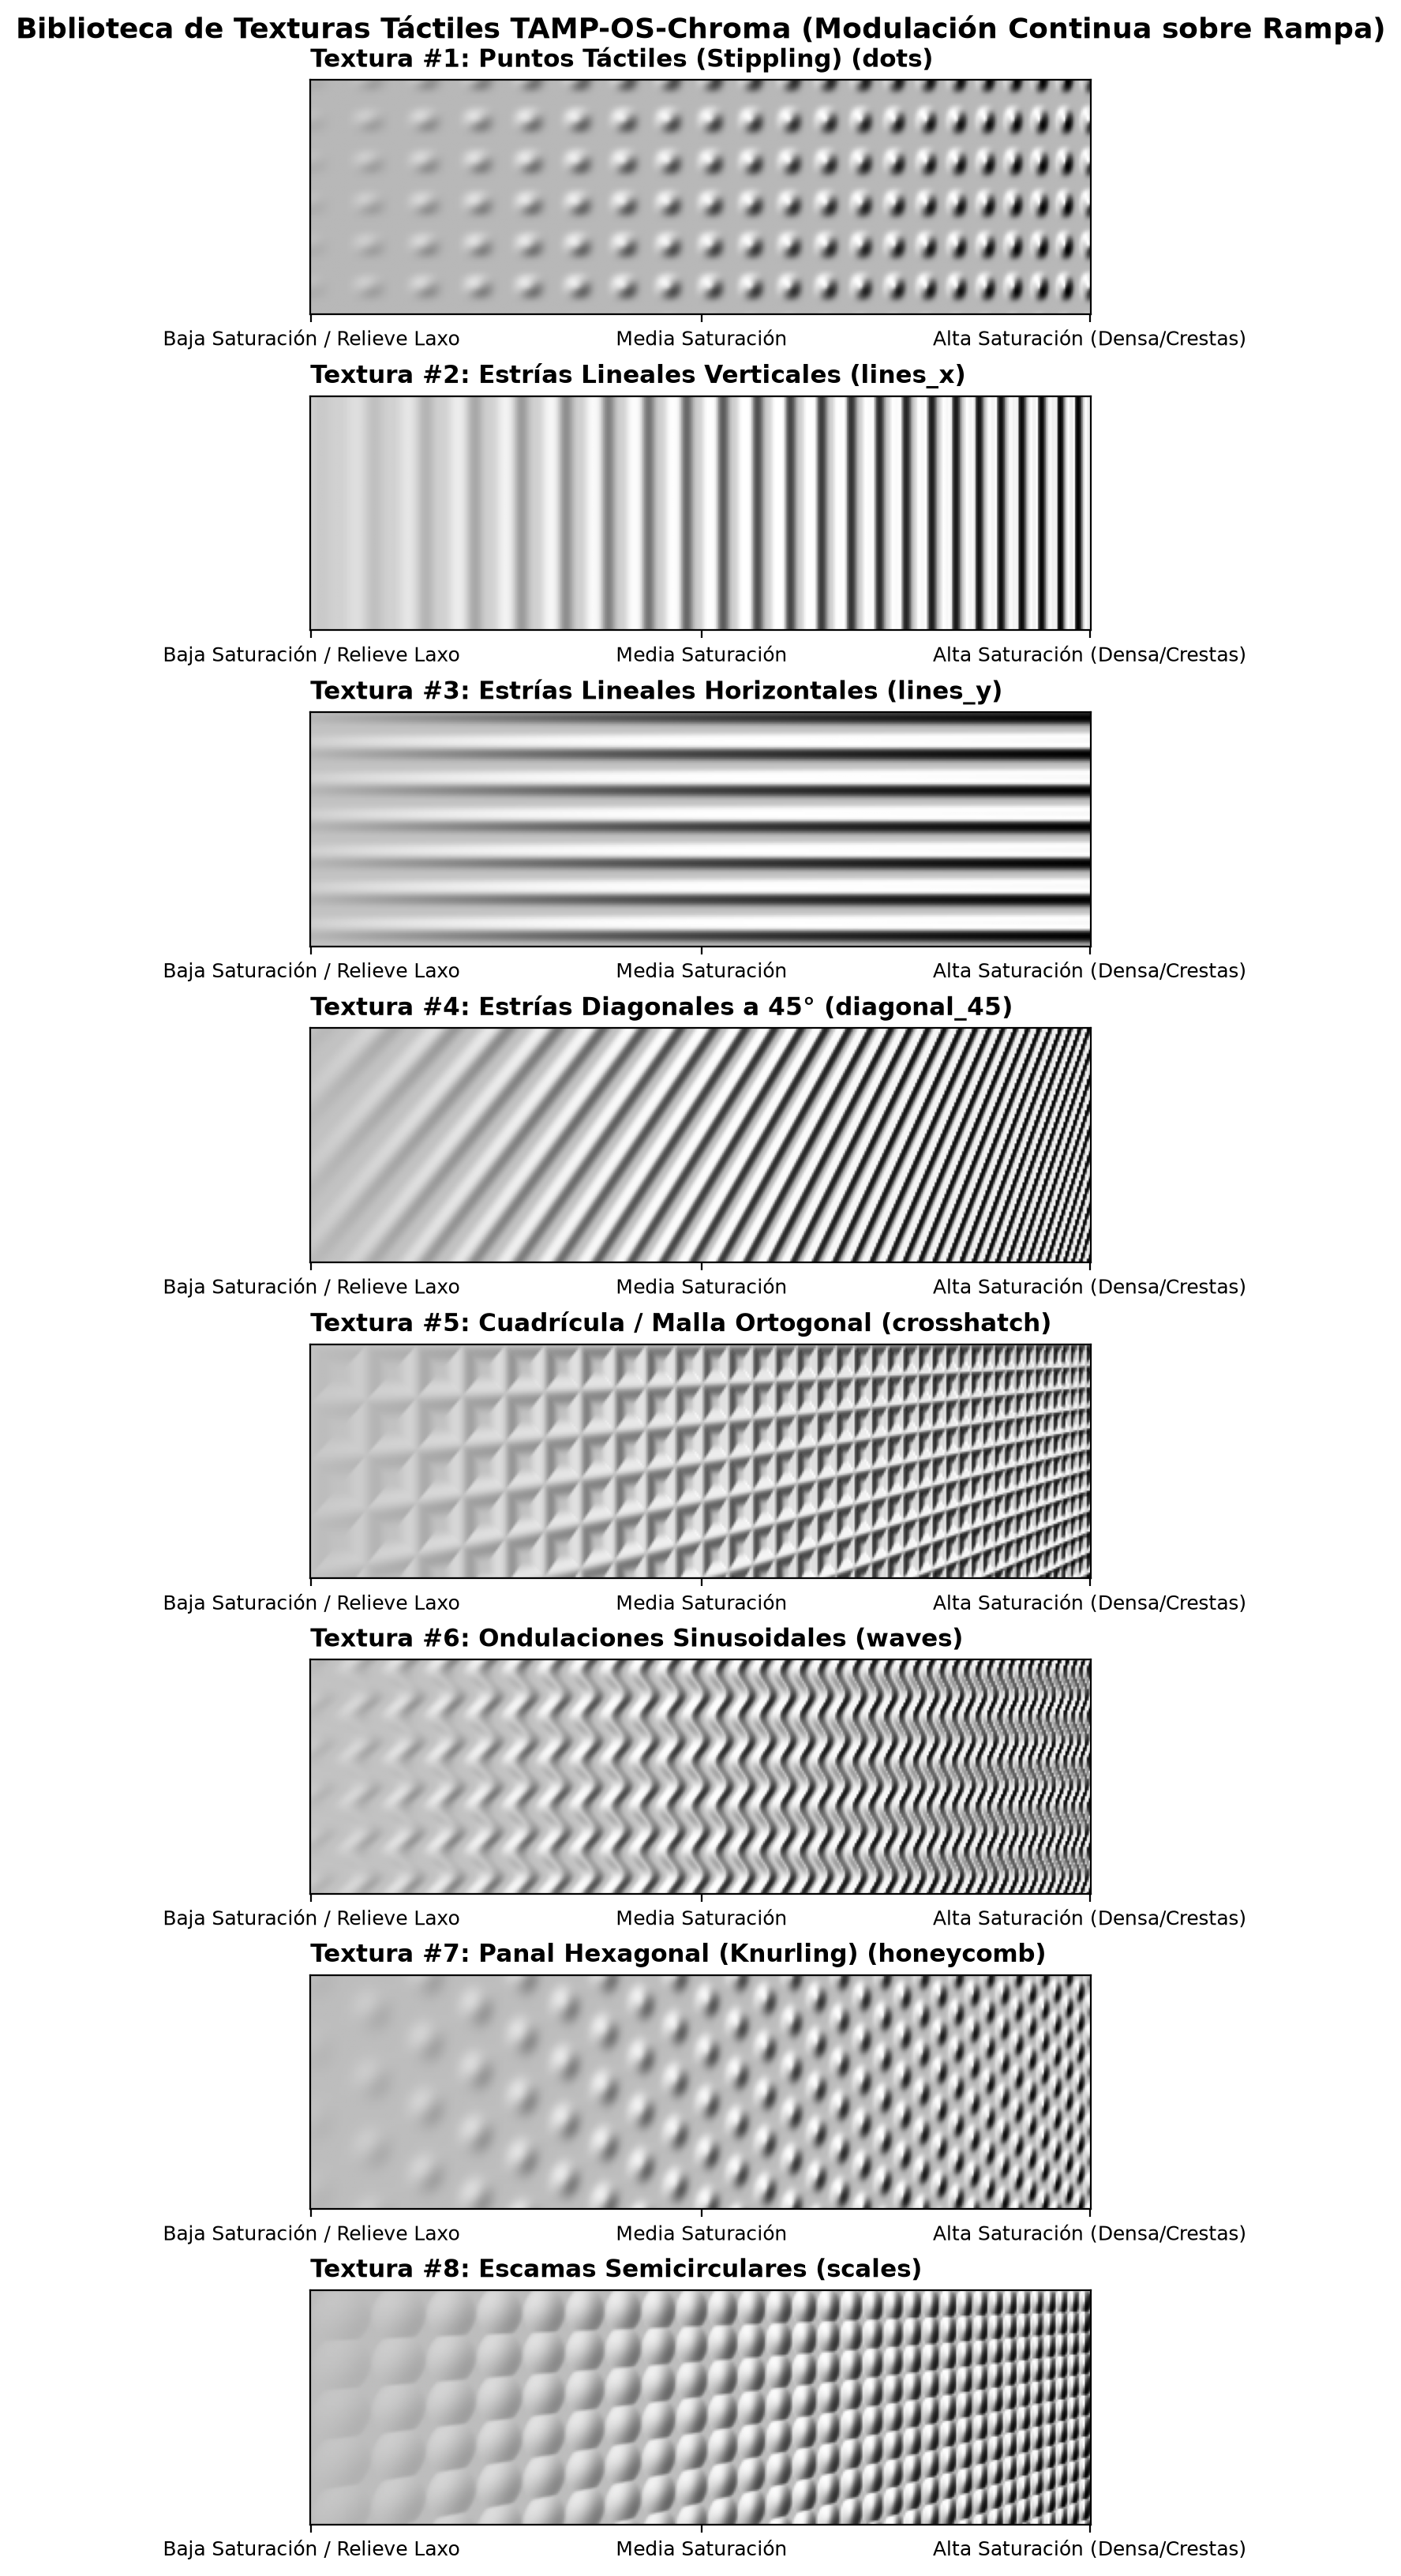 Biblioteca de Texturas Táctiles TAMP-OS-Chroma (Modulación Continua sobre Rampa)
Textura #1: Puntos Táctiles (Stippling) (dots)
Baja Saturación / Relieve Laxo Media Saturación Alta Saturación (Densa/Crestas)
Textura #2: Estrías Lineales Verticales (lines_x)
Baja Saturación / Relieve Laxo Media Saturación Alta Saturación (Densa/Crestas)
Textura #3: Estrías Lineales Horizontales (lines_y)
Baja Saturación / Relieve Laxo Media Saturación Alta Saturación (Densa/Crestas)
Textura #4: Estrías Diagonales a 45° (diagonal_45)
Baja Saturación / Relieve Laxo Media Saturación Alta Saturación (Densa/Crestas)
Textura #5: Cuadrícula / Malla Ortogonal (crosshatch)
Baja Saturación / Relieve Laxo Media Saturación Alta Saturación (Densa/Crestas)
Textura #6: Ondulaciones Sinusoidales (waves)
Baja Saturación / Relieve Laxo Media Saturación Alta Saturación (Densa/Crestas)
Textura #7: Panal Hexagonal (Knurling) (honeycomb)
Baja Saturación / Relieve Laxo Media Saturación Alta Saturación (Densa/Crestas)
Textura #8: Escamas Semicirculares (scales)
Baja Saturación / Relieve Laxo Media Saturación Alta Saturación (Densa/Crestas)